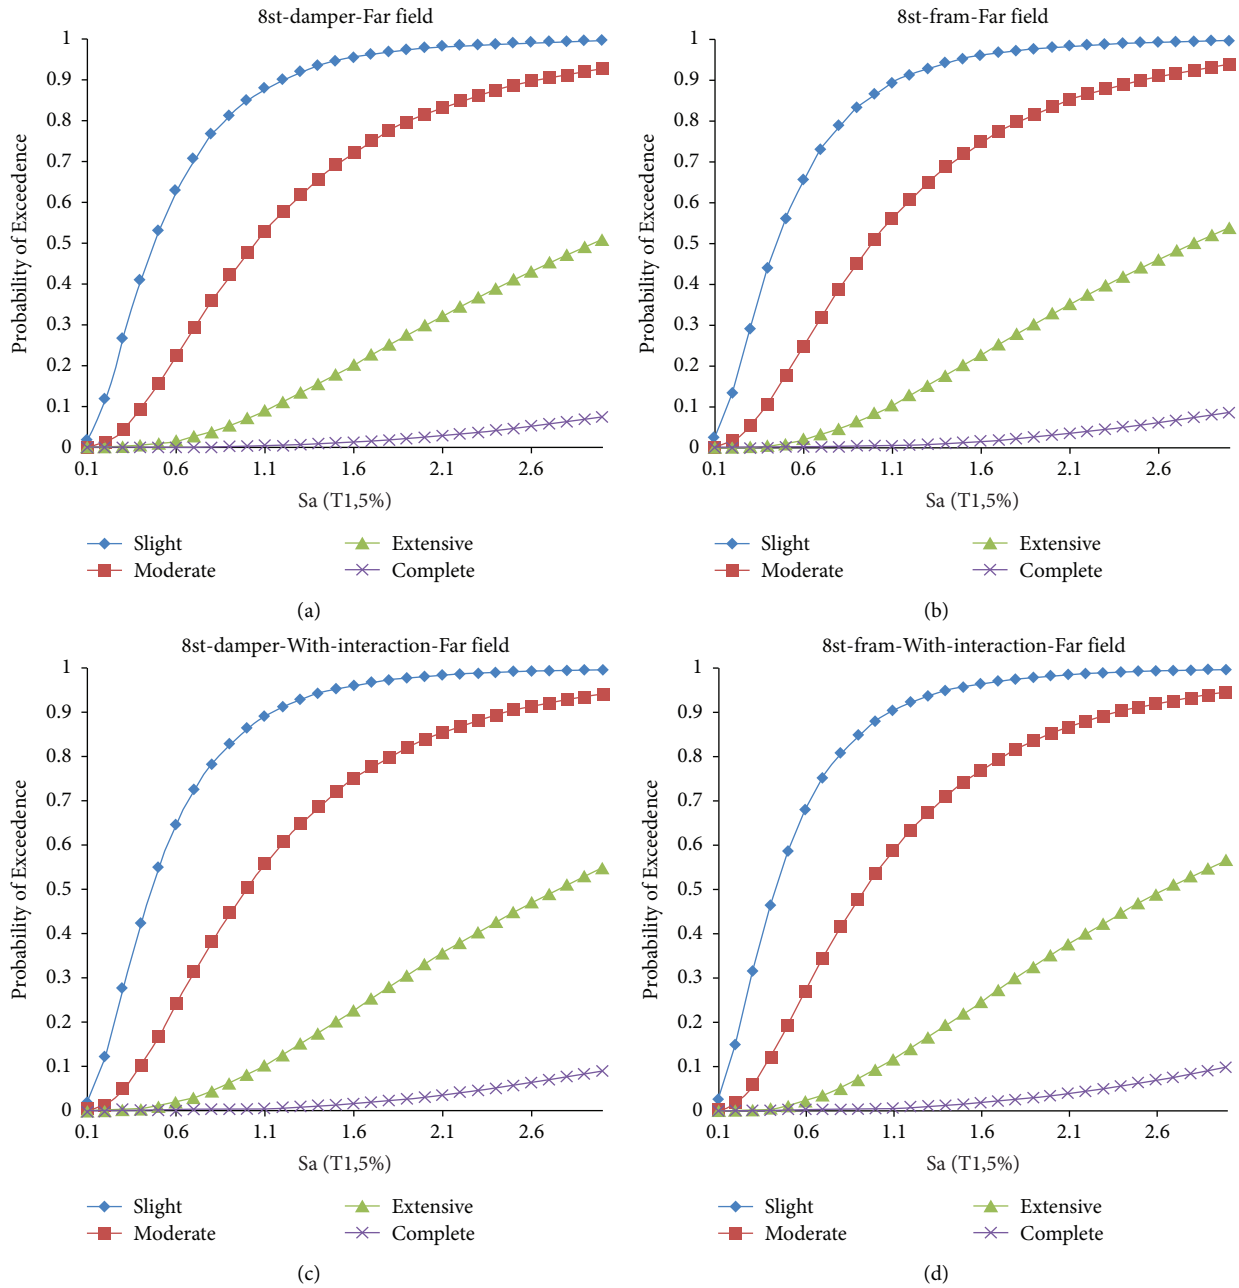 8st-damper-Far field
Probability of Exceedence
1
0.9
0.8
0.7
0.6
0.5
0.4
0.3
0.2
0.1
0
0.1 0.6 1.1 1.6 2.1 2.6
Sa (T1,5%)
Slight Extensive
Moderate Complete
(a)
8st-fram-Far field
Probability of Exceedence
1
0.9
0.8
0.7
0.6
0.5
0.4
0.3
0.2
0.1
0
0.1 0.6 1.1 1.6 2.1 2.6
Sa (T1,5%)
Slight Extensive
Moderate Complete
(b)
8st-damper-With-interaction-Far field
Probability of Exceedence
1
0.9
0.8
0.7
0.6
0.5
0.4
0.3
0.2
0.1
0
0.1 0.6 1.1 1.6 2.1 2.6
Sa (T1,5%)
Slight Extensive
Moderate Complete
(c)
8st-fram-With-interaction-Far field
Probability of Exceedence
1
0.9
0.8
0.7
0.6
0.5
0.4
0.3
0.2
0.1
0
0.1 0.6 1.1 1.6 2.1 2.6
Sa (T1,5%)
Slight Extensive
Moderate Complete
(d)